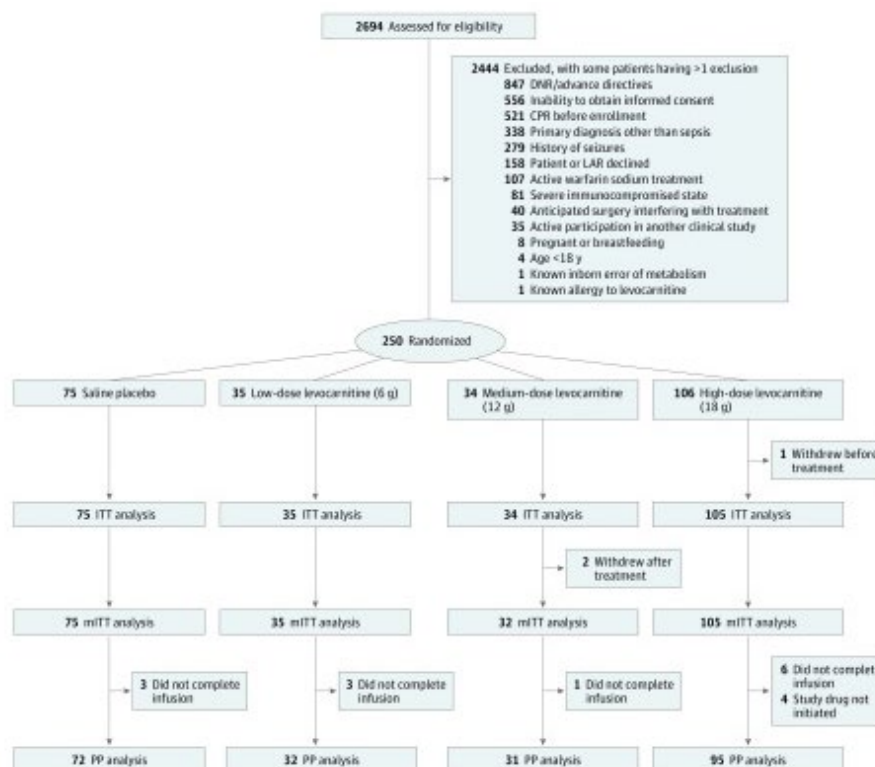 2694 Assessed for eligibility
2444 Excluded, with some patients having >1 exclusion
847 DNR/advance directives
556 Inability to obtain informed consent
521 CPR before enrollment
338 Primary diagnosis other than sepsis
279 History of seizures
158 Patient or LAR declined
107 Active warfarin sodium treatment
81 Severe immunocompromised state
40 Anticipated surgery interfering with treatment
35 Active participation in another clinical study
8 Pregnant or breastfeeding
4 Age <18 y
1 Known inborn error of metabolism
1 Known allergy to levocarnitine
250 Randomized
75 Saline placebo
35 Low-dose levocarnitine (6 g)
34 Medium-dose levocarnitine
(12 g)
106 High-dose levocarnitine
(18 g)
1 Withdrew before
treatment
75 ITT analysis
35 ITT analysis
34 ITT analysis
105 ITT analysis
2 Withdrew after
treatment
75 mITT analysis
35 mITT analysis
32 mITT analysis
105 mITT analysis
3 Did not complete
infusion
3 Did not complete
infusion
1 Did not complete
infusion
6 Did not complete
infusion
4 Study drug not
initiated
72 PP analysis
32 PP analysis
31 PP analysis
95 PP analysis